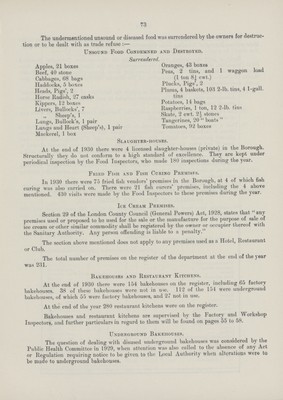 73
The undermentioned unsound or diseased food was surrendered by the owners for destruc-
tion or to be dealt with as trade refuse :—
Unsound Food Condemned and Destroyed.
Surrendered.
Apples, 21 boxes
Beef, 40 stone
Cabbages, 68 bags
Haddocks, 5 boxes
Heads, Pigs', 2
Horse Radish, 37 casks
Kippers, 12 boxes
Livers, Bullocks', 7
„ Sheep's, 1
Lungs, Bullock's, 1 pair
Lungs and Heart (Sheep's), 1 pair
Mackerel, 1 box
Oranges, 43 boxes
Peas, 2 tins, and 1 waggon load
(1 ton 8½ cwt.)
Plucks, Pigs', 2
Plums, 4 baskets, 103 2-lb. tins, 4 1-gall.
tins
Potatoes, 14 bags
Raspberries, 1 ton, 12 2-lb. tins
Skate, 2 cwt. 2½ stones
Tangerines, 20 "beats"
Tomatoes, 93 boxes
Slaughter-houses.
At the end of 1930 there were 4 licensed slaughter-houses (private) in the Borough.
Structurally they do not conform to a high standard of excellence. They are kept under
periodical inspection by the Food Inspectors, who made 180 inspections during the year.
Fried Fish and Fish Curing Premises.
In 1930 there were 71 fried fish vendors' premises in the Borough, at 4 of which fish
curing was also carried on. There were 21 fish curers' premises, including the 4 above
mentioned. 430 visits were made by the Food Inspectors to these premises during the year.
Ice Cream Premises.
Section 29 of the London County Council (General Powers) Act, 1928, states that "any
premises used or proposed to be used for the sale or the manufacture for the purpose of sale of
ice cream or other similar commodity shall be registered by the owner or occupier thereof with
the Sanitary Authority. Any person offending is liable to a penalty."
The section above mentioned does not apply to any premises used as a Hotel, Restaurant
or Club.
The total number of premises on the register of the department at the end of the year
was 331.
Bakehouses and Restaurant Kitchens.
At the end of 1930 there were 154 bakehouses on the register, including 65 factory
bakehouses. 38 of them bakehouses were not in use. 112 of the 154 were underground
bakehouses, of which 55 were factory bakehouses, and 27 not in use.
At the end of the year 280 restaurant kitchens were on the register.
Bakehouses and restaurant kitchens are supervised by the Factory and Workshop
Inspectors, and further particulars in regard to them will be found on pages 53 to 58.
Underground Bakehouses.
The question of dealing with disused underground bakehouses was considered by the
Public Health Committee in 1929, when attention was also called to the absence of any Act
or Regulation requiring notice to be given to the Local Authority when alterations were to
be made to underground bakehouses.